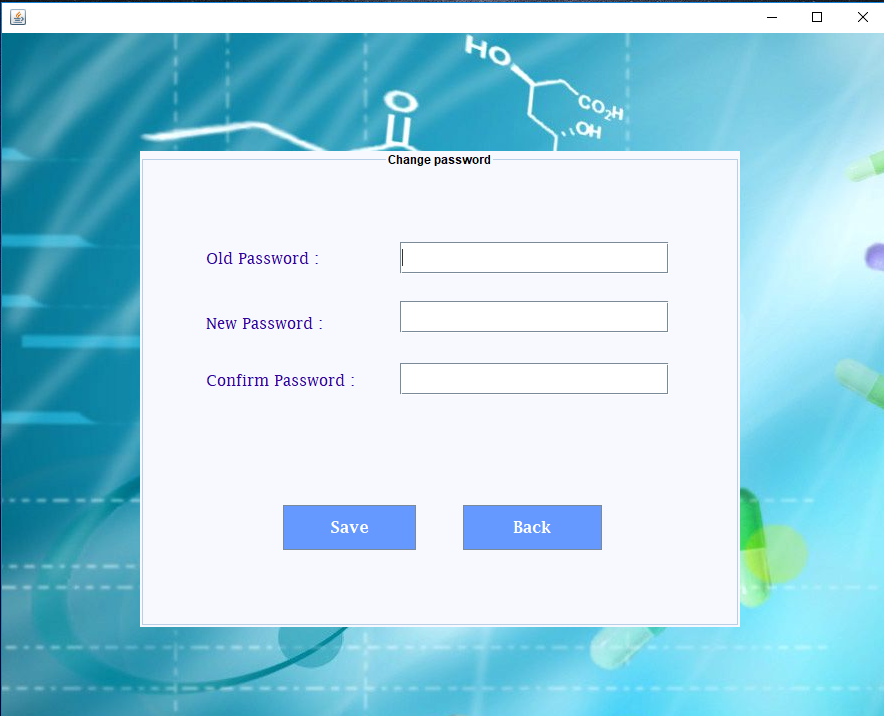 HO
CO2H
O
OH
Change password
Old Password :
New Password :
Confirm Password :
Save
Back